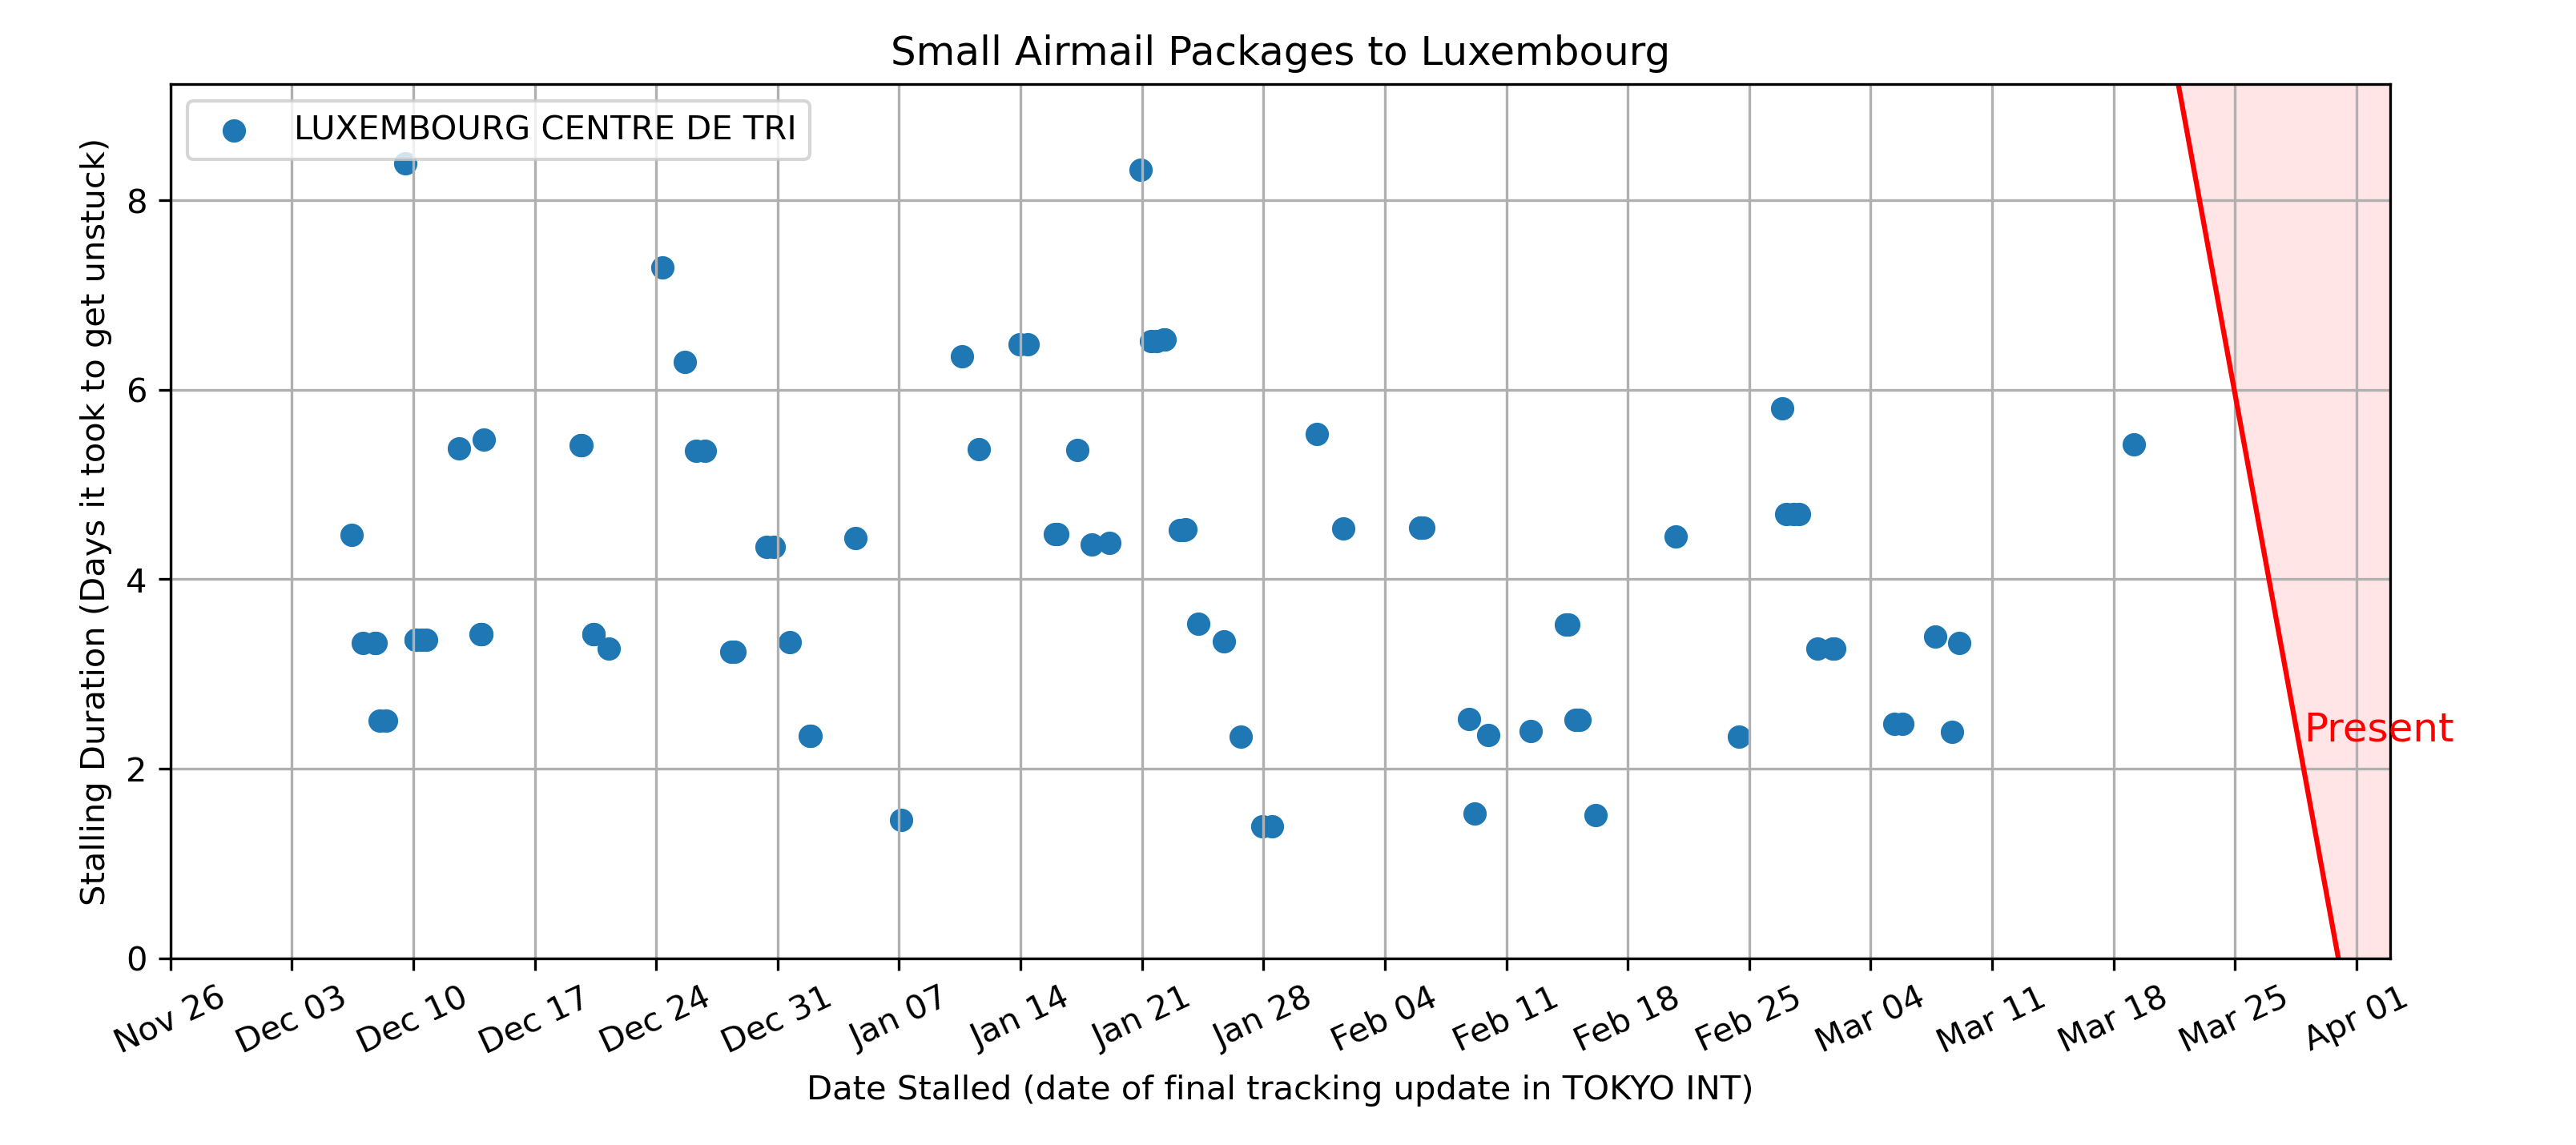 Small Airmail Packages to Luxembourg
LUXEMBOURG CENTRE DE TRI
Stalling Duration (Days it took to get unstuck)
8
6
4
2
0
Present
Nov 26 Dec 03 Dec 10 Dec 17 Dec 24 Dec 31 Jan 07 Jan 14 Jan 21 Jan 28 Feb 04 Feb 11 Feb 18 Feb 25 Mar 04 Mar 11 Mar 18 Mar 25 Apr 01
Date Stalled (date of final tracking update in TOKYO INT)